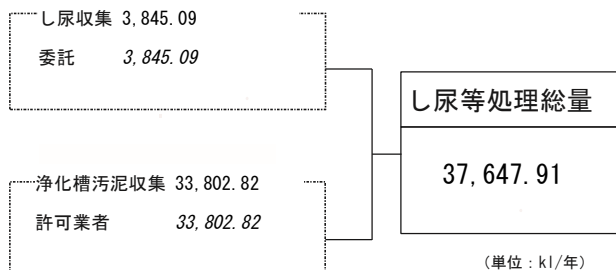 し尿収集 3,845.09
委託 3,845.09
し尿等処理総量
37,647.91
浄化槽汚泥収集 33,802.82
許可業者 33,802.82
（単位：kl/年）